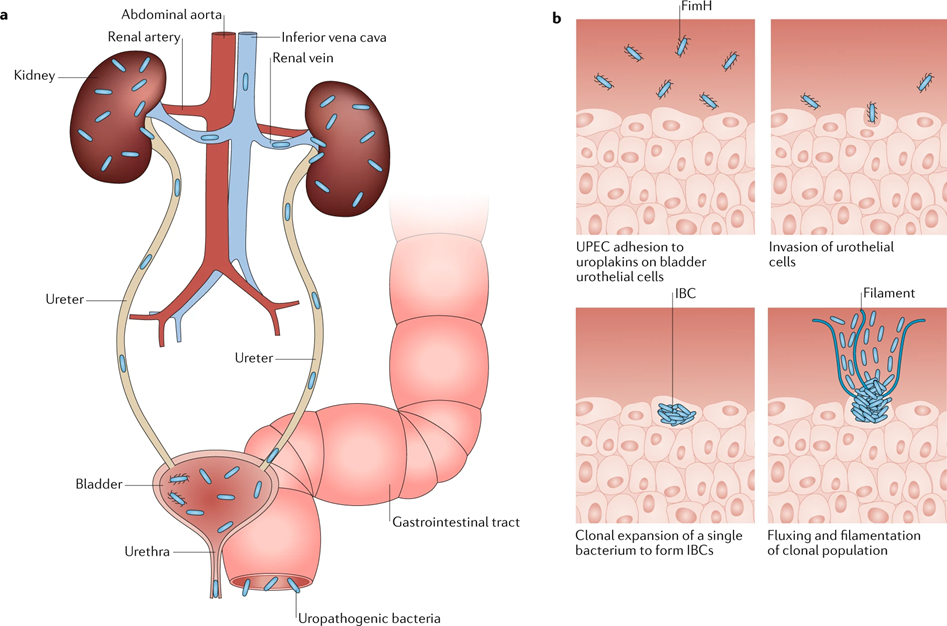 a
Abdominal aorta
Renal artery
Inferior vena cava
Renal vein
Kidney
Ureter
Ureter
Bladder
Gastrointestinal tract
Urethra
Uropathogenic bacteria
b
FimH
UPEC adhesion to
uroplakins on bladder
urothelial cells
Invasion of urothelial
cells
IBC
Filament
Clonal expansion of a single
bacterium to form IBCs
Fluxing and filamentation
of clonal population